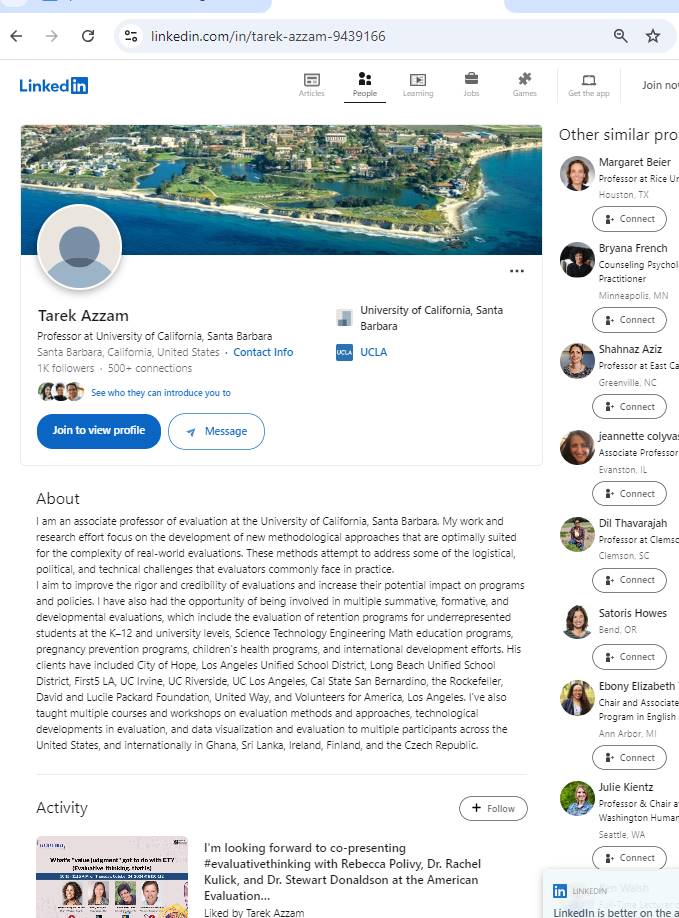 linkedin.com/in/tarek-azzam-9439166
Linked in
Articles
People
Learning
Jobs
Games
Get the app
Join
Tarek Azzam
Professor at University of California, Santa Barbara
Santa Barbara, California, United States · Contact Info
1K followers · 500+ connections
See who they can introduce you to
Join to view profile
Message
University of California, Santa
Barbara
UCLA
UCLA
About
I am an associate professor of evaluation at the University of California, Santa Barbara. My work and
research effort focus on the development of new methodological approaches that are optimally suited
for the complexity of real-world evaluations. These methods attempt to address some of the logistical,
political, and technical challenges that evaluators commonly face in practice.
I aim to improve the rigor and credibility of evaluations and increase their potential impact on programs
and policies. I have also had the opportunity of being involved in multiple summative, formative, and
developmental evaluations, which include the evaluation of retention programs for underrepresented
students at the K–12 and university levels, Science Technology Engineering Math education programs,
pregnancy prevention programs, children's health programs, and international development efforts. His
clients have included City of Hope, Los Angeles Unified School District, Long Beach Unified School
District, First5 LA, UC Irvine, UC Riverside, UC Los Angeles, Cal State San Bernardino, the Rockefeller,
David and Lucile Packard Foundation, United Way, and Volunteers for America, Los Angeles. I've also
taught multiple courses and workshops on evaluation methods and approaches, technological
developments in evaluation, and data visualization and evaluation to multiple participants across the
United States, and internationally in Ghana, Sri Lanka, Ireland, Finland, and the Czech Republic.
Activity
+ Follow
What's "value judgment" got to do with ET?
(Evaluative thinking, that is)
I'm looking forward to co-presenting
#evaluativethinking with Rebecca Polivy, Dr. Rachel
Kulick, and Dr. Stewart Donaldson at the American
Evaluation...
Liked by Tarek Azzam
Other similar pro
Margaret Beier
Professor at Rice
Houston, TX
Connect
Bryana French
Counseling Psychol
Practitioner
Minneapolis, MN
Connect
Shahnaz Aziz
Professor at East Ca
Greenville, NC
Connect
jeannette colyvas
Associate Professor
Evanston, IL
Connect
Dil Thavarajah
Professor at Clemso
Clemson, SC
Connect
Satoris Howes
Bend, OR
Connect
Ebony Elizabeth
Chair and Associate
Program in English
Ann Arbor, MI
Connect
Julie Kientz
Professor & Chair a
Washington Human
Seattle, WA
Connect
in LINKEDIN
LinkedIn is better on the a